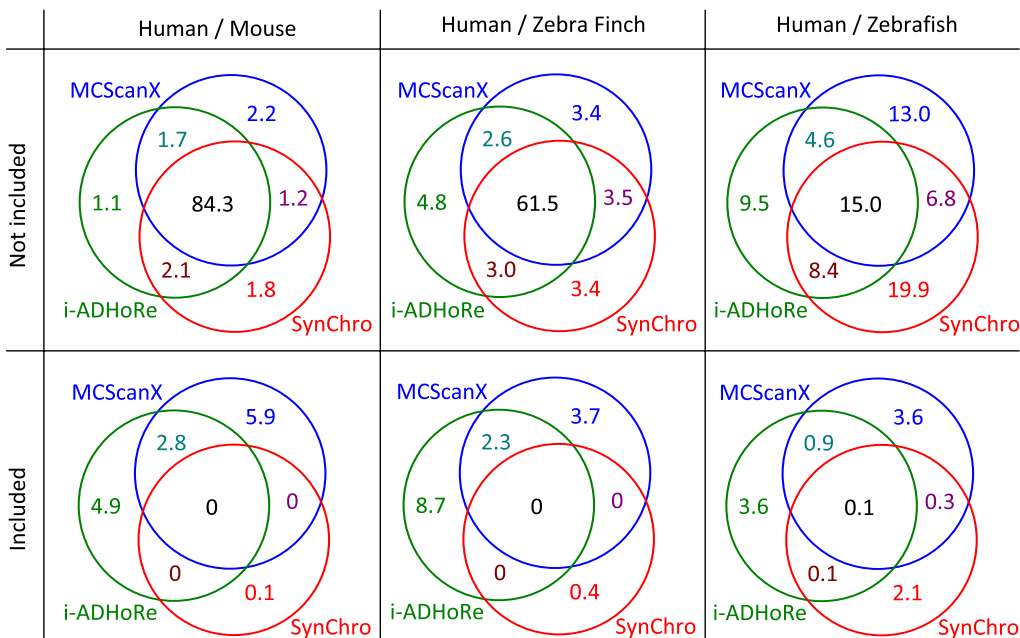 Human / Mouse
Human / Zebra Finch
Human / Zebrafish
Not included
MCScanX
2.2
1.7
1.1
84.3
1.2
2.1
1.8
i-ADHoRe
SynChro
MCScanX
3.4
2.6
4.8
61.5
3.5
3.0
3.4
i-ADHoRe
SynChro
MCScanX
13.0
4.6
9.5
15.0
6.8
8.4
19.9
i-ADHoRe
SynChro
Included
MCScanX
5.9
2.8
4.9
0
0
0
0.1
i-ADHoRe
SynChro
MCScanX
3.7
2.3
8.7
0
0
0
0.4
i-ADHoRe
SynChro
MCScanX
3.6
0.9
3.6
0.1
0.3
0.1
2.1
i-ADHoRe
SynChro